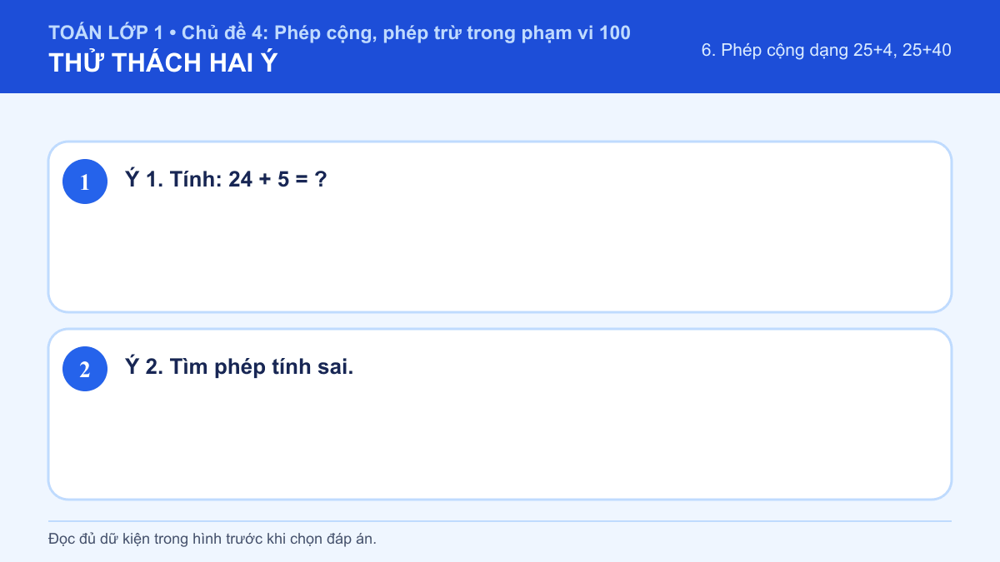 TOÁN LỚP 1 • Chủ đề 4: Phép cộng, phép trừ trong phạm vi 100
THỬ THÁCH HAI Ý
6. Phép cộng dạng 25+4, 25+40
1
Ý 1. Tính: 24 + 5 = ?
2
Ý 2. Tìm phép tính sai.
Đọc đủ dữ kiện trong hình trước khi chọn đáp án.